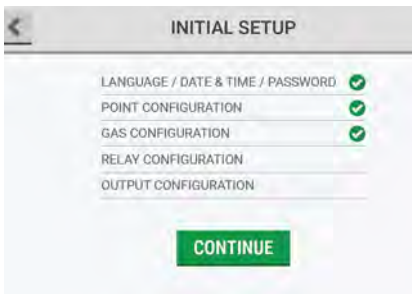 INITIAL SETUP
LANGUAGE / DATE & TIME / PASSWORD
POINT CONFIGURATION
GAS CONFIGURATION
RELAY CONFIGURATION
OUTPUT CONFIGURATION
CONTINUE